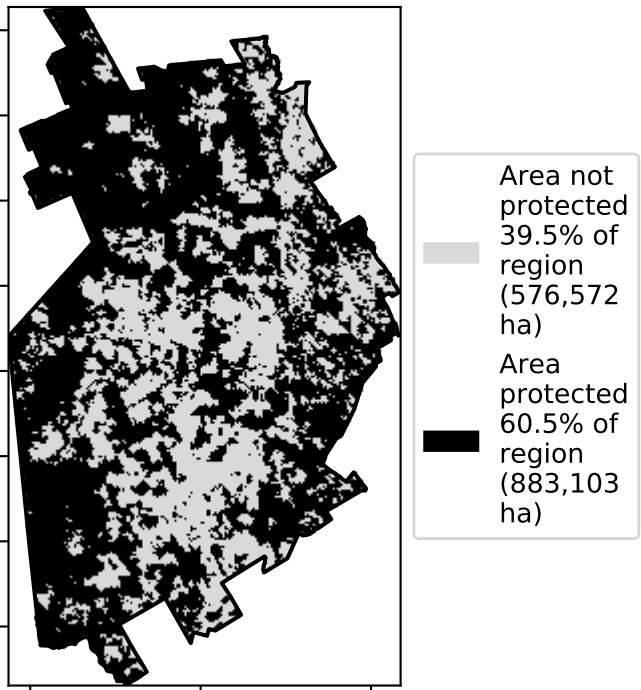 Area not
protected
39.5% of
region
(576,572
ha)
Area
protected
60.5% of
region
(883,103
ha)